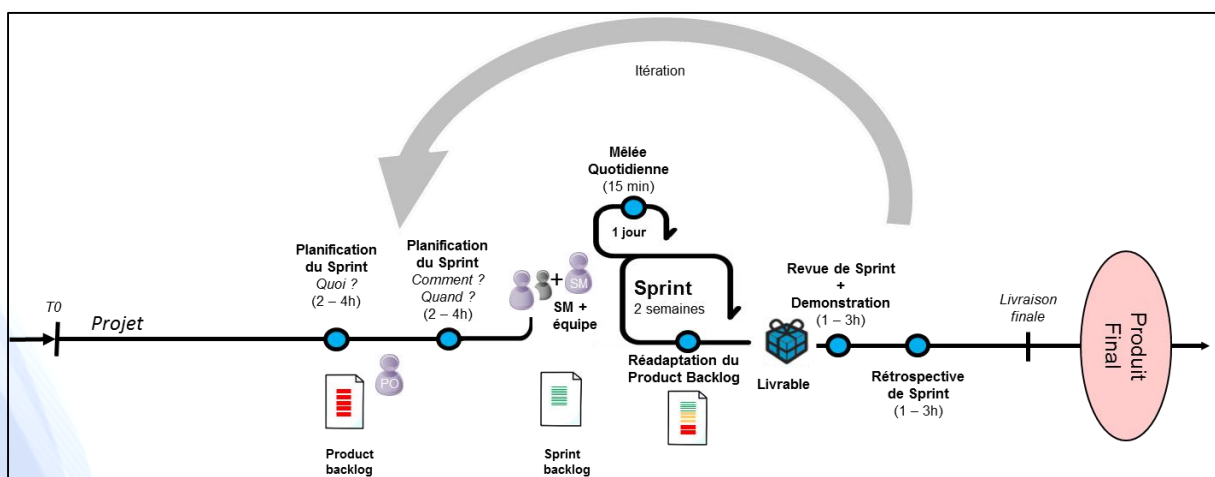 Itération
Mêlée
Quotidienne
(15 min)
1 jour
Planification
du Sprint
Quoi ?
(2 – 4h)
Planification
du Sprint
Comment ?
Quand ?
(2 – 4h)
SM
SM +
équipe
Sprint
2 semaines
Revue de Sprint
+
Demonstration
(1 – 3h)
T0
Projet
Livraison
finale
Produit
Final
PO
Réadaptation du
Product Backlog
Livrable
Rétrospective
de Sprint
(1 – 3h)
Product
backlog
Sprint
backlog